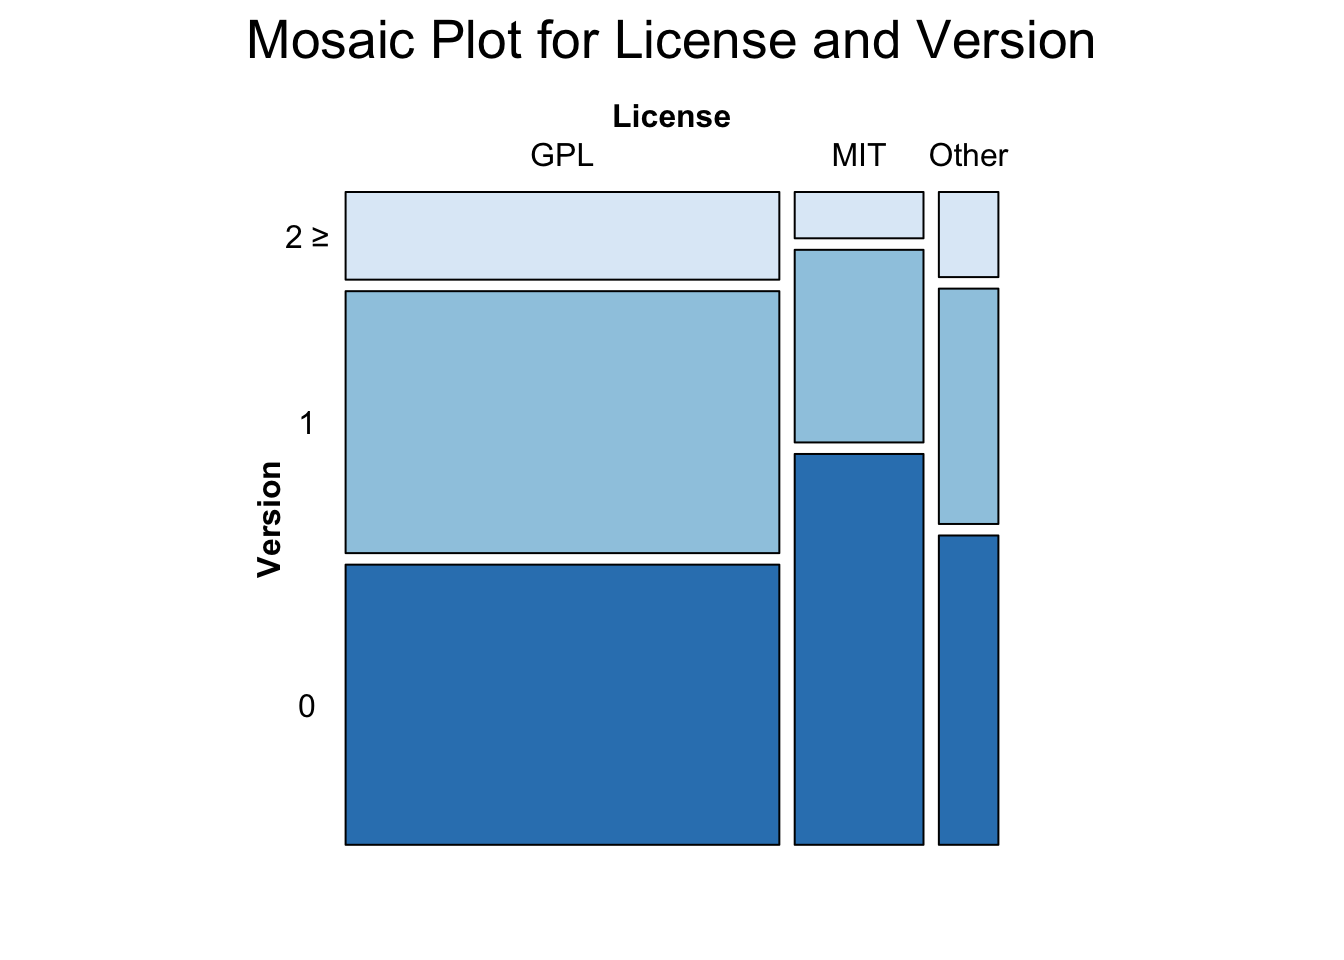 Mosaic Plot for License and Version
License
GPL MIT Other
2 ≥
1
Version
0